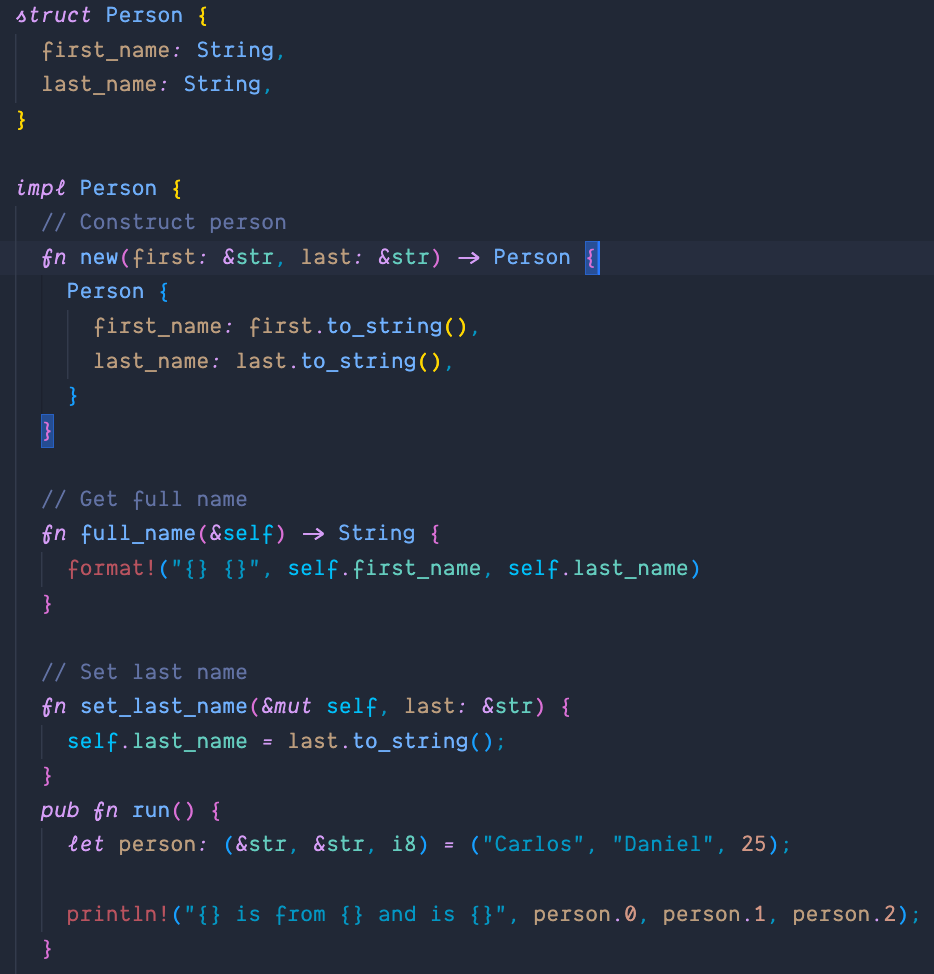 struct Person {
first_name: String,
last_name: String,
}
impl Person {
// Construct person
fn new(first: &str, last: &str) -> Person {
Person {
first_name: first.to_string(),
last_name: last.to_string(),
}
}
// Get full name
fn full_name(&self) -> String {
format!("{} {}", self.first_name, self.last_name)
}
// Set last name
fn set_last_name(&mut self, last: &str) {
self.last_name = last.to_string();
}
pub fn run() {
let person: (&str, &str, i8) = ("Carlos", "Daniel", 25);
println!("{} is from {} and is {}", person.0, person.1, person.2);
}